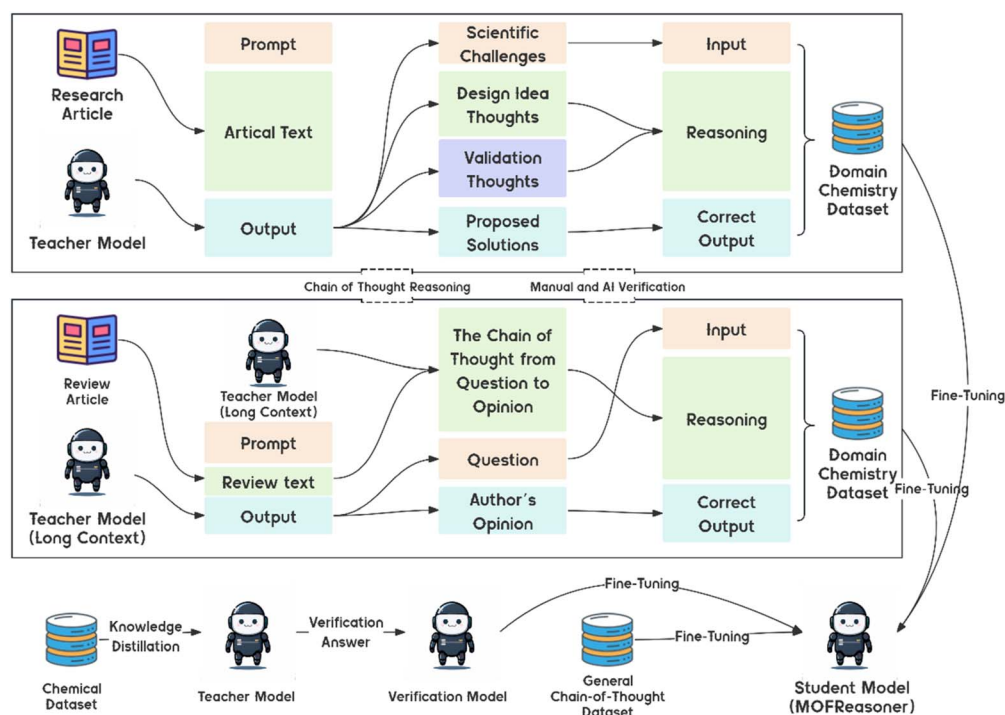 Research
Article
Teacher Model
Prompt
Artical Text
Output
Scientific
Challenges
Design Idea
Thoughts
Validation
Thoughts
Proposed
Solutions
Input
Reasoning
Correct
Output
Domain
Chemistry
Dataset
Chain of Thought Reasoning
Manual and AI Verification
Review
Article
Teacher Model
(Long Context)
Teacher Model
(Long Context)
Prompt
Review text
Output
The Chain of
Thought from
Question to
Opinion
Question
Author's
Opinion
Input
Reasoning
Correct
Output
Domain
Chemistry
Dataset
Fine-Tuning
Fine-Tuning
Chemical
Dataset
Knowledge
Distillation
Teacher Model
Verification
Answer
Verification Model
Fine-Tuning
General
Chain-of-Thought
Dataset
Fine-Tuning
Student Model
(MOFReasoner)